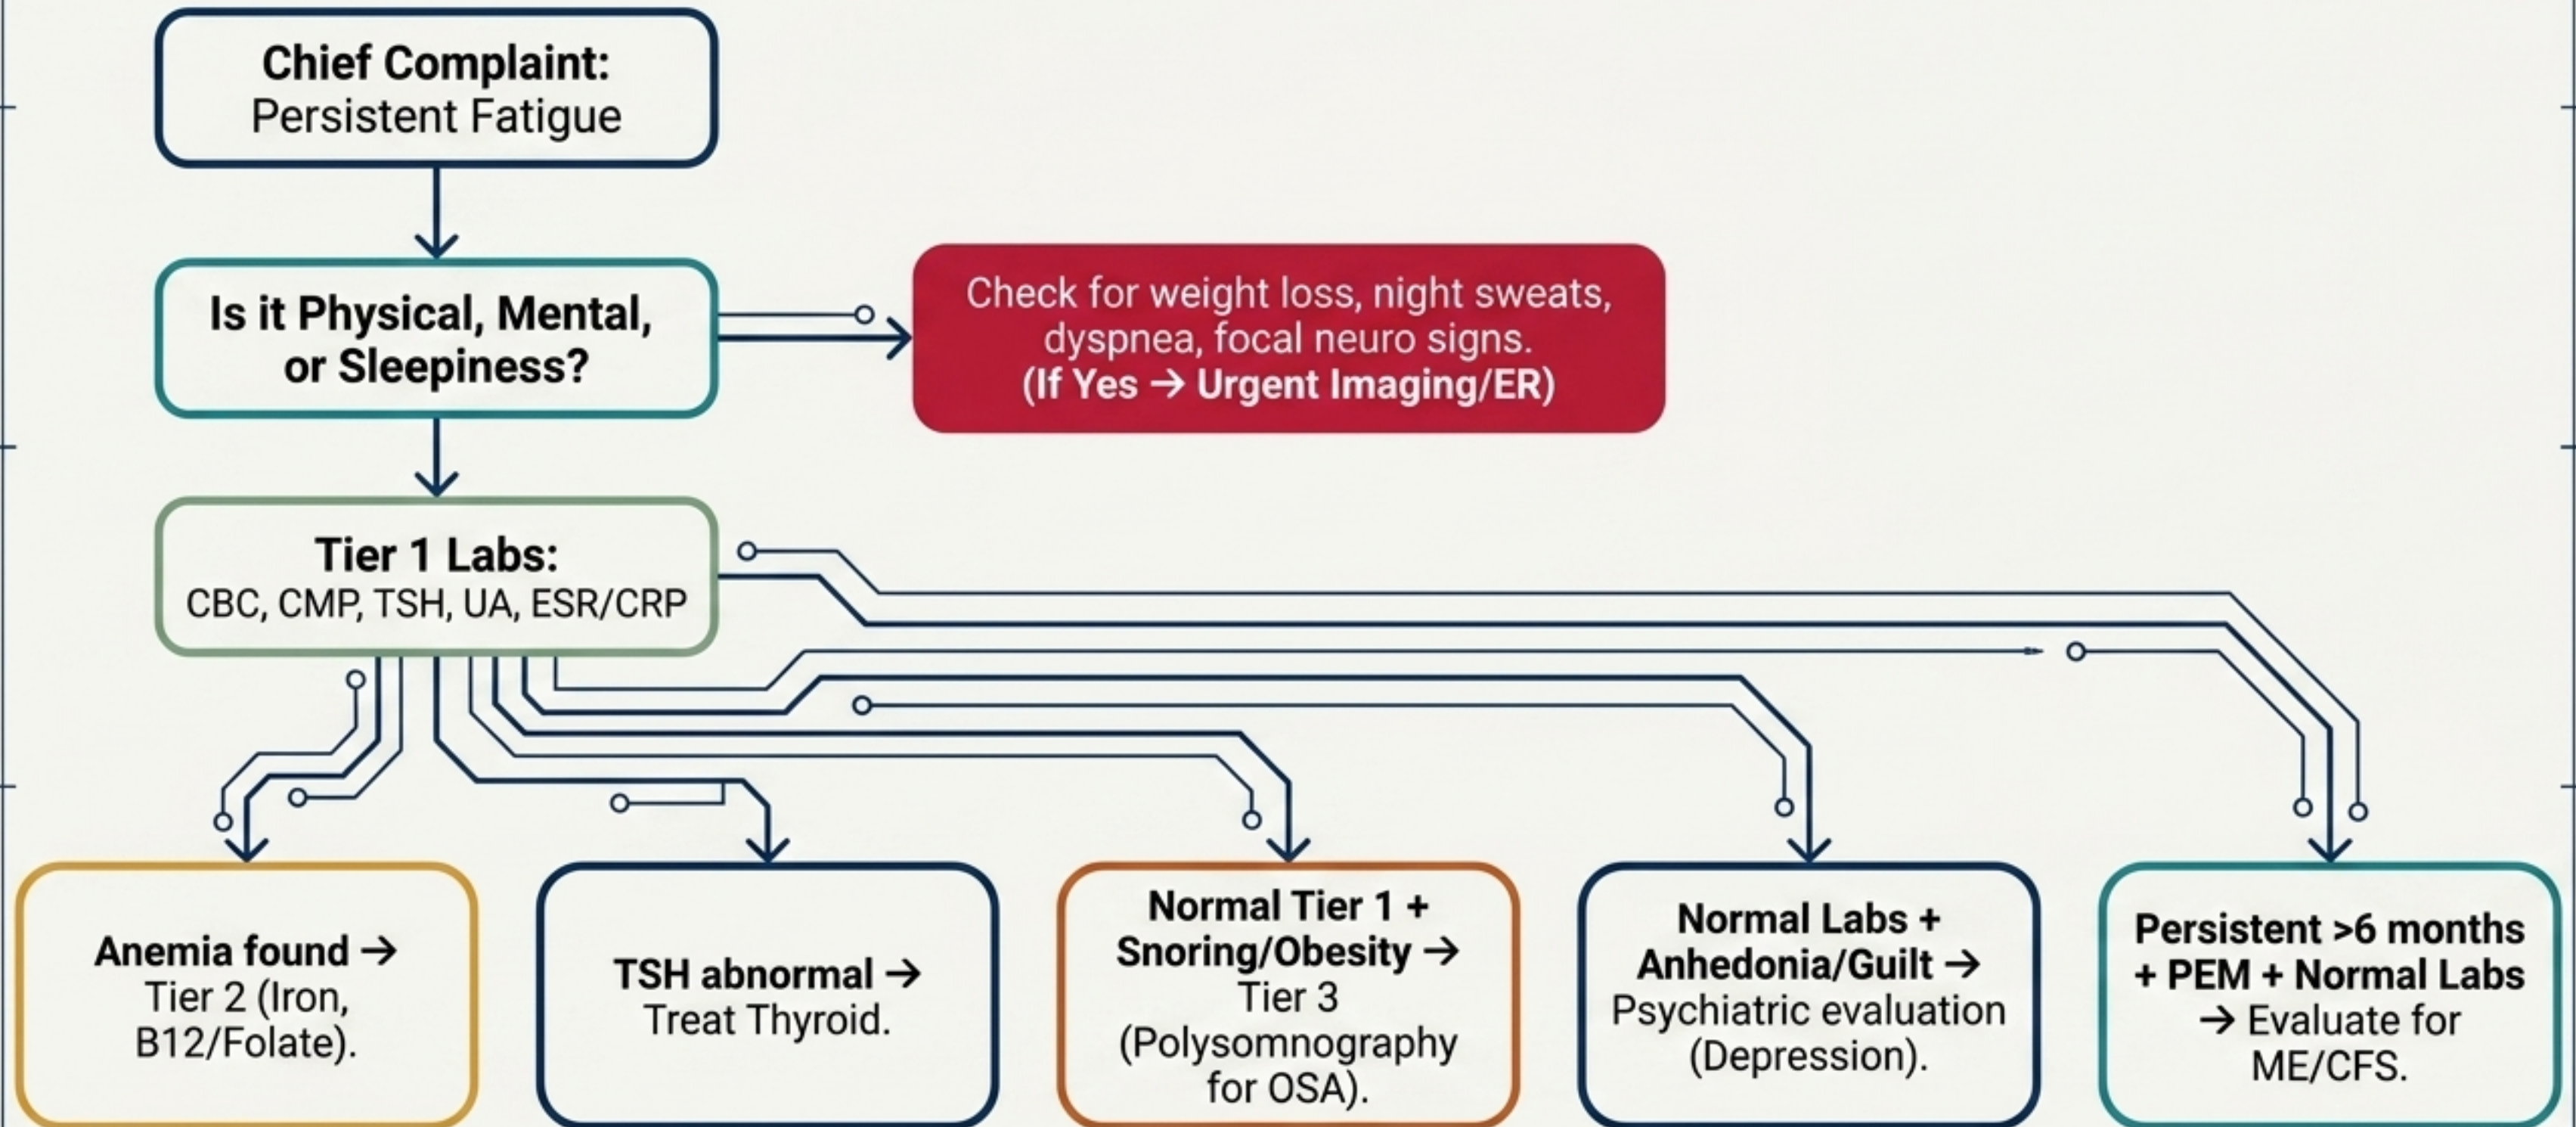 Chief Complaint:
Persistent Fatigue
Is it Physical, Mental,
or Sleepiness?
Check for weight loss, night sweats,
dyspnea, focal neuro signs.
(If Yes → Urgent Imaging/ER)
Tier 1 Labs:
CBC, CMP, TSH, UA, ESR/CRP
Anemia found →
Tier 2 (Iron,
B12/Folate).
TSH abnormal →
Treat Thyroid.
Normal Tier 1 +
Snoring/Obesity →
Tier 3
(Polysomnography
for OSA).
Normal Labs +
Anhedonia/Guilt →
Psychiatric evaluation
(Depression).
Persistent >6 months
+ PEM + Normal Labs
→ Evaluate for
ME/CFS.